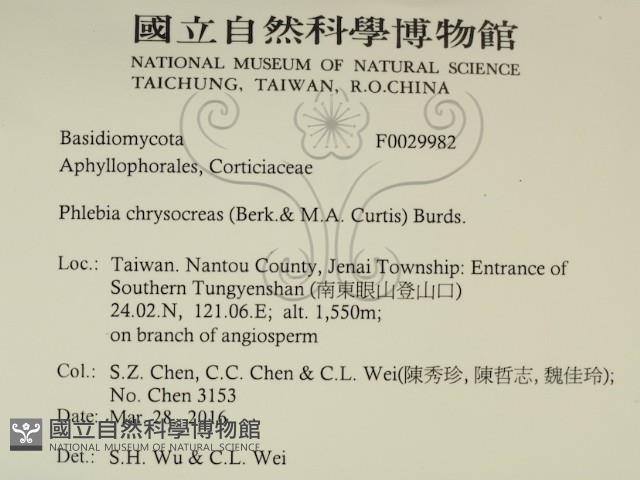 國立自然科學博物館
NATIONAL MUSEUM OF NATURAL SCIENCE
TAICHUNG, TAIWAN, R.O.CHINA
Basidiomycota F0029982
Aphyllophorales, Corticiaceae
Phlebia chrysocreas (Berk.& M.A. Curtis) Burds.
Loc.: Taiwan. Nantou County, Jenai Township: Entrance of
Southern Tungyenshan (南東眼山登山口)
24.02.N, 121.06.E; alt. 1,550m;
on branch of angiosperm
Col.: S.Z. Chen, C.C. Chen & C.L. Wei(陳秀珍, 陳哲志, 魏佳玲);
No. Chen 3153
Date: Mar. 28, 2016
國立自然科學博物館
NATIONAL MUSEUM OF NATURAL SCIENCE
Det.: S.H. Wu & C.L. Wei